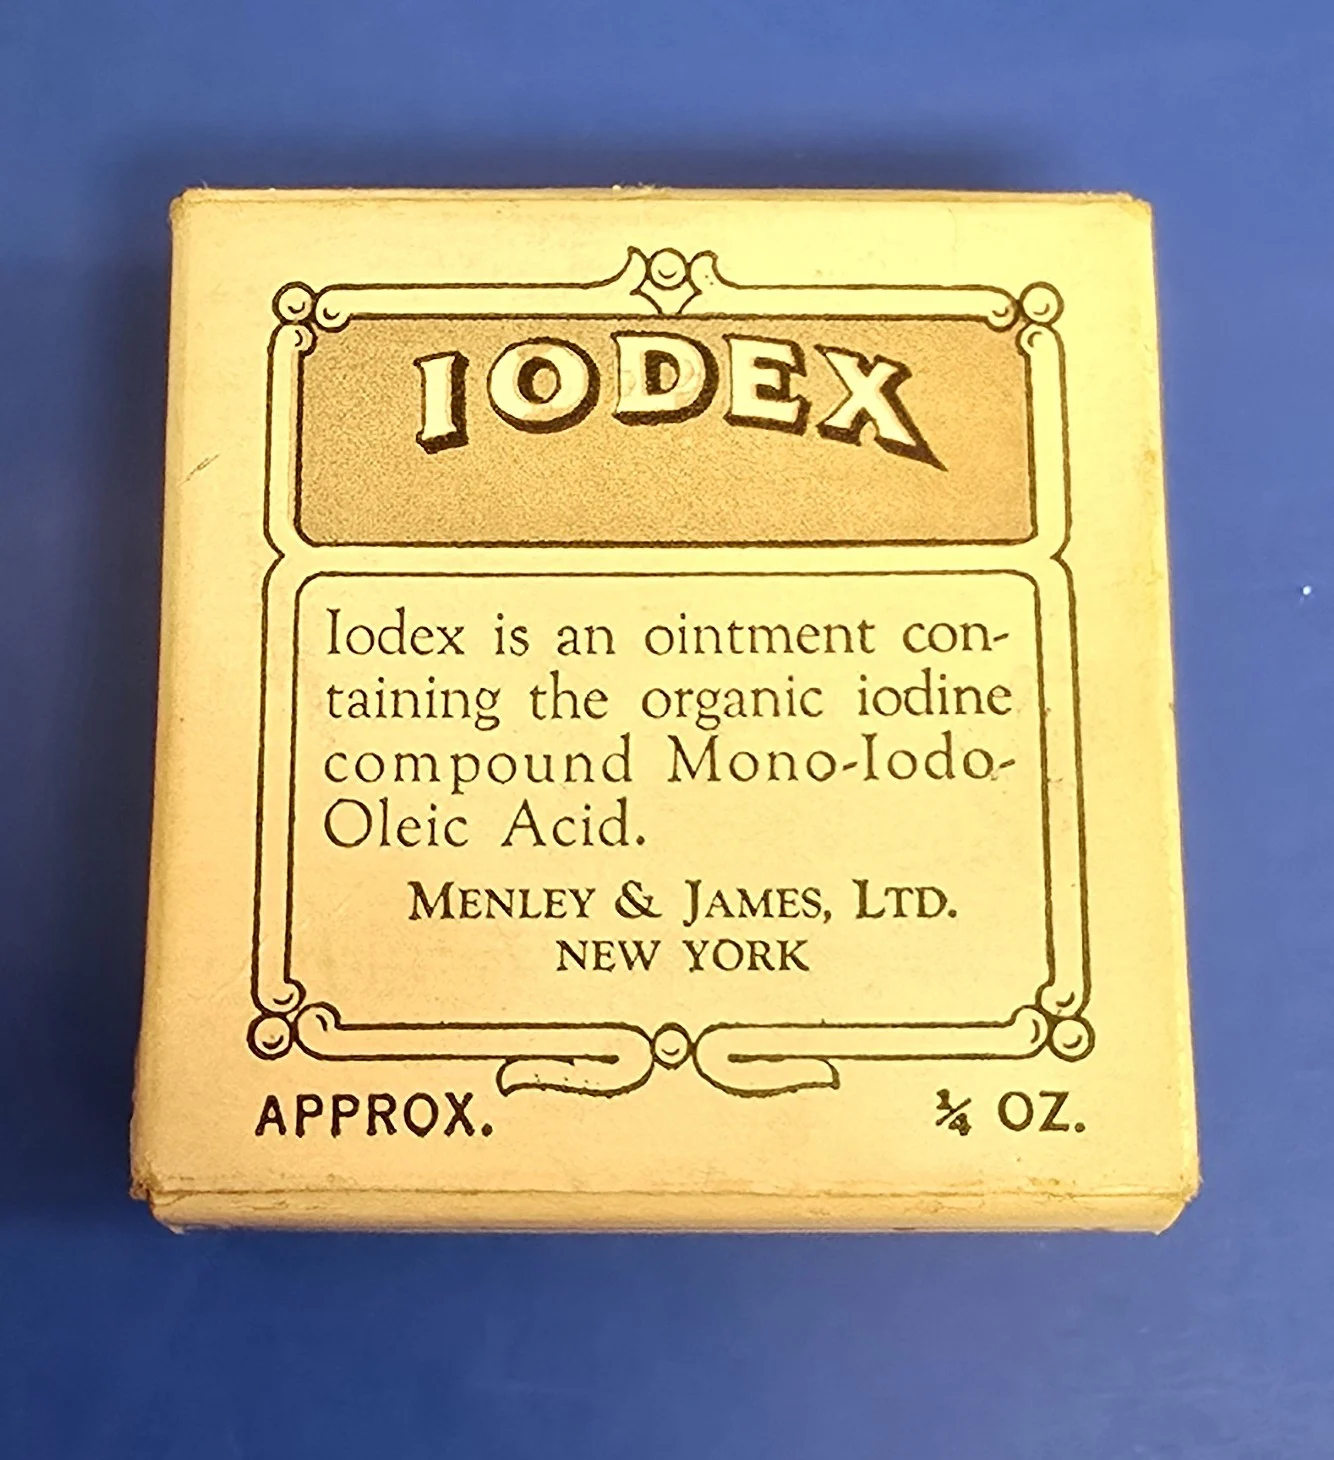 IODEX
Iodex is an ointment con-
taining the organic iodine
compound Mono-Iodo-
Oleic Acid.
MENLEY & JAMES, LTD.
NEW YORK
APPROX. ¼ OZ.